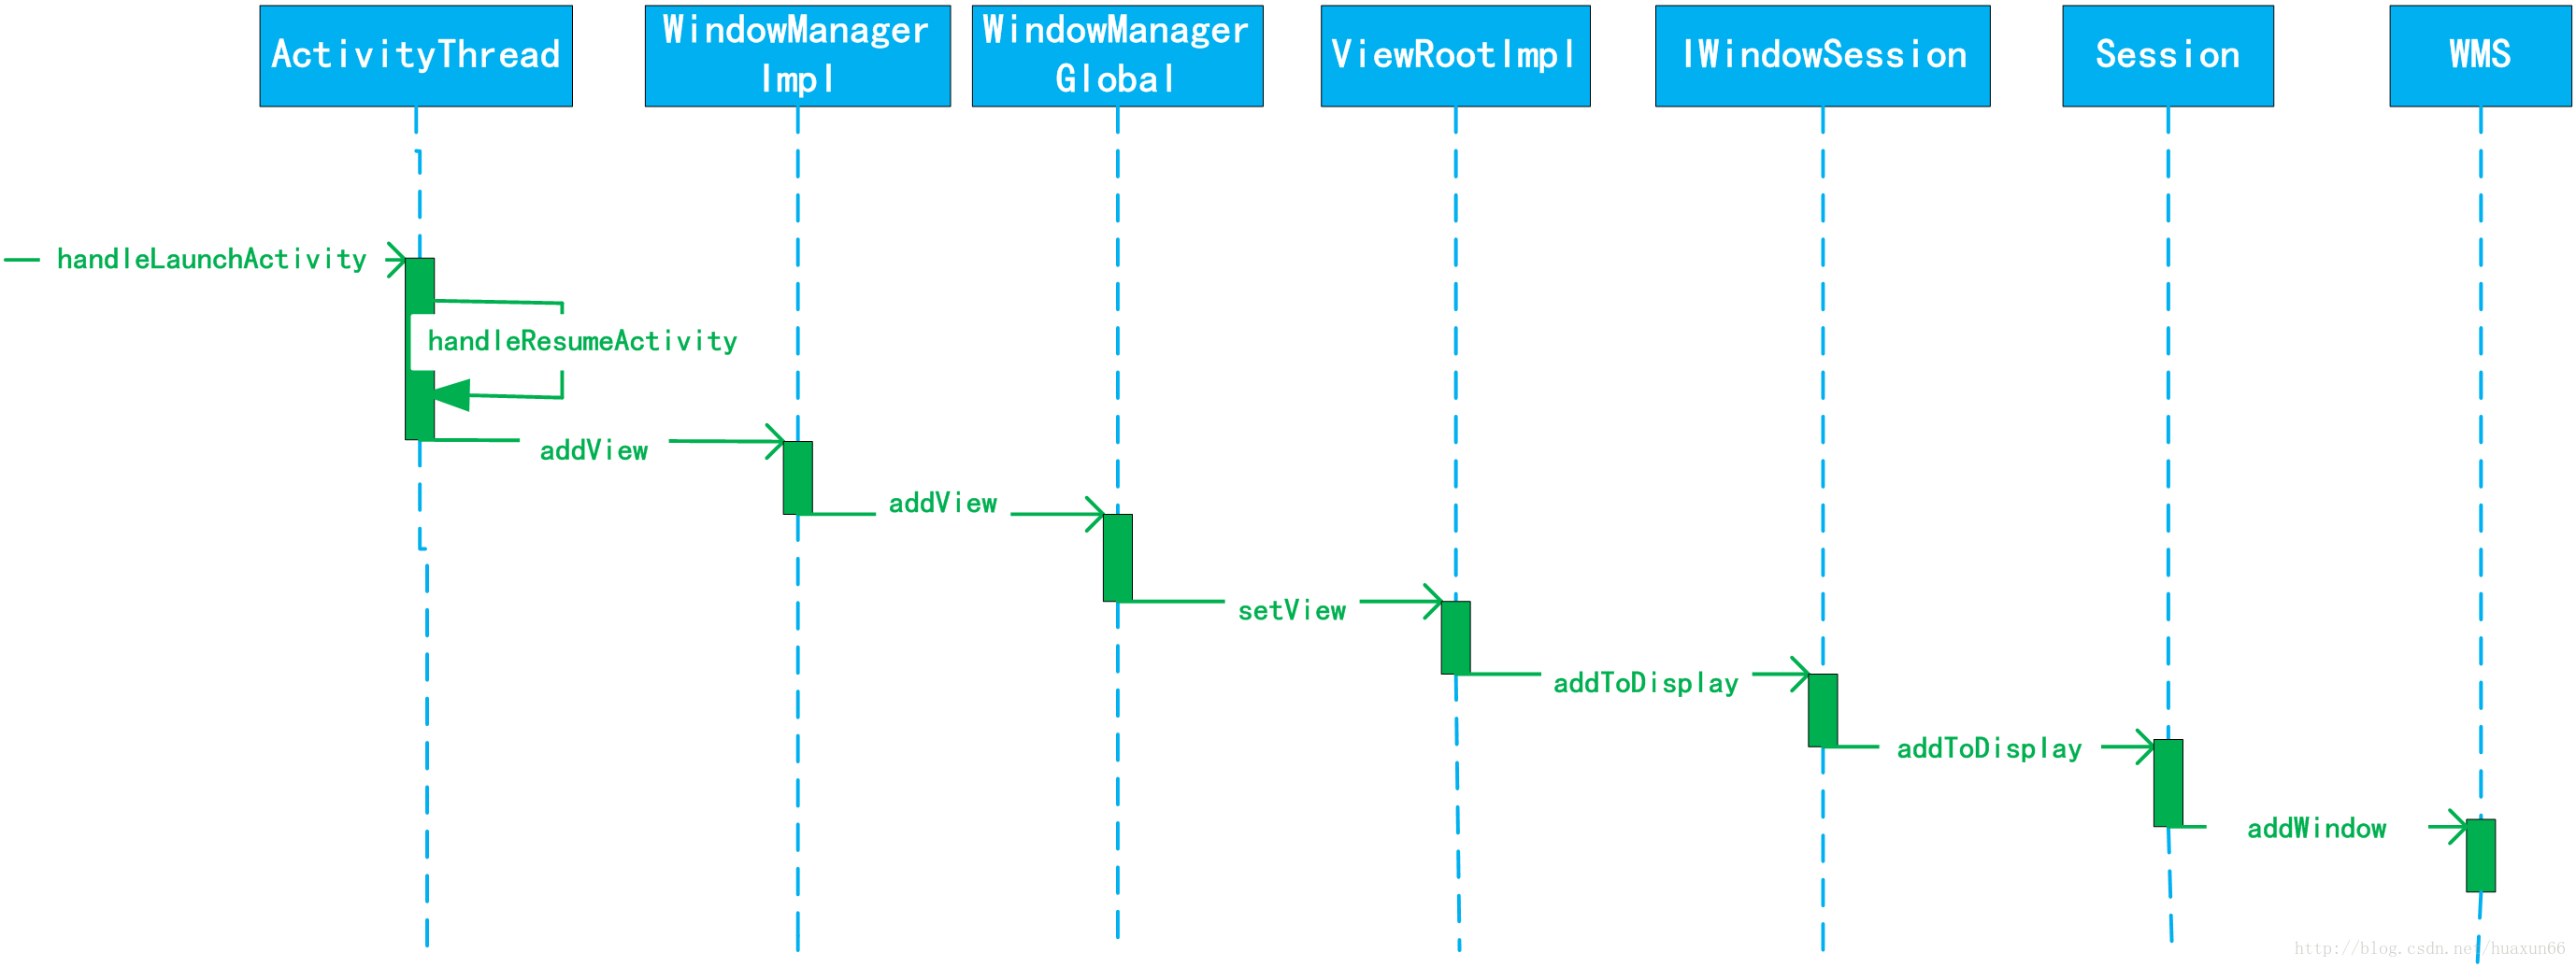 ActivityThread
WindowManager
Impl
WindowManager
Global
ViewRootImpl
IWindowSession
Session
WMS
handleLaunchActivity
handleResumeActivity
addView
addView
setView
addToDisplay
addToDisplay
addWindow
http://blog.csdn.net/huaxun66